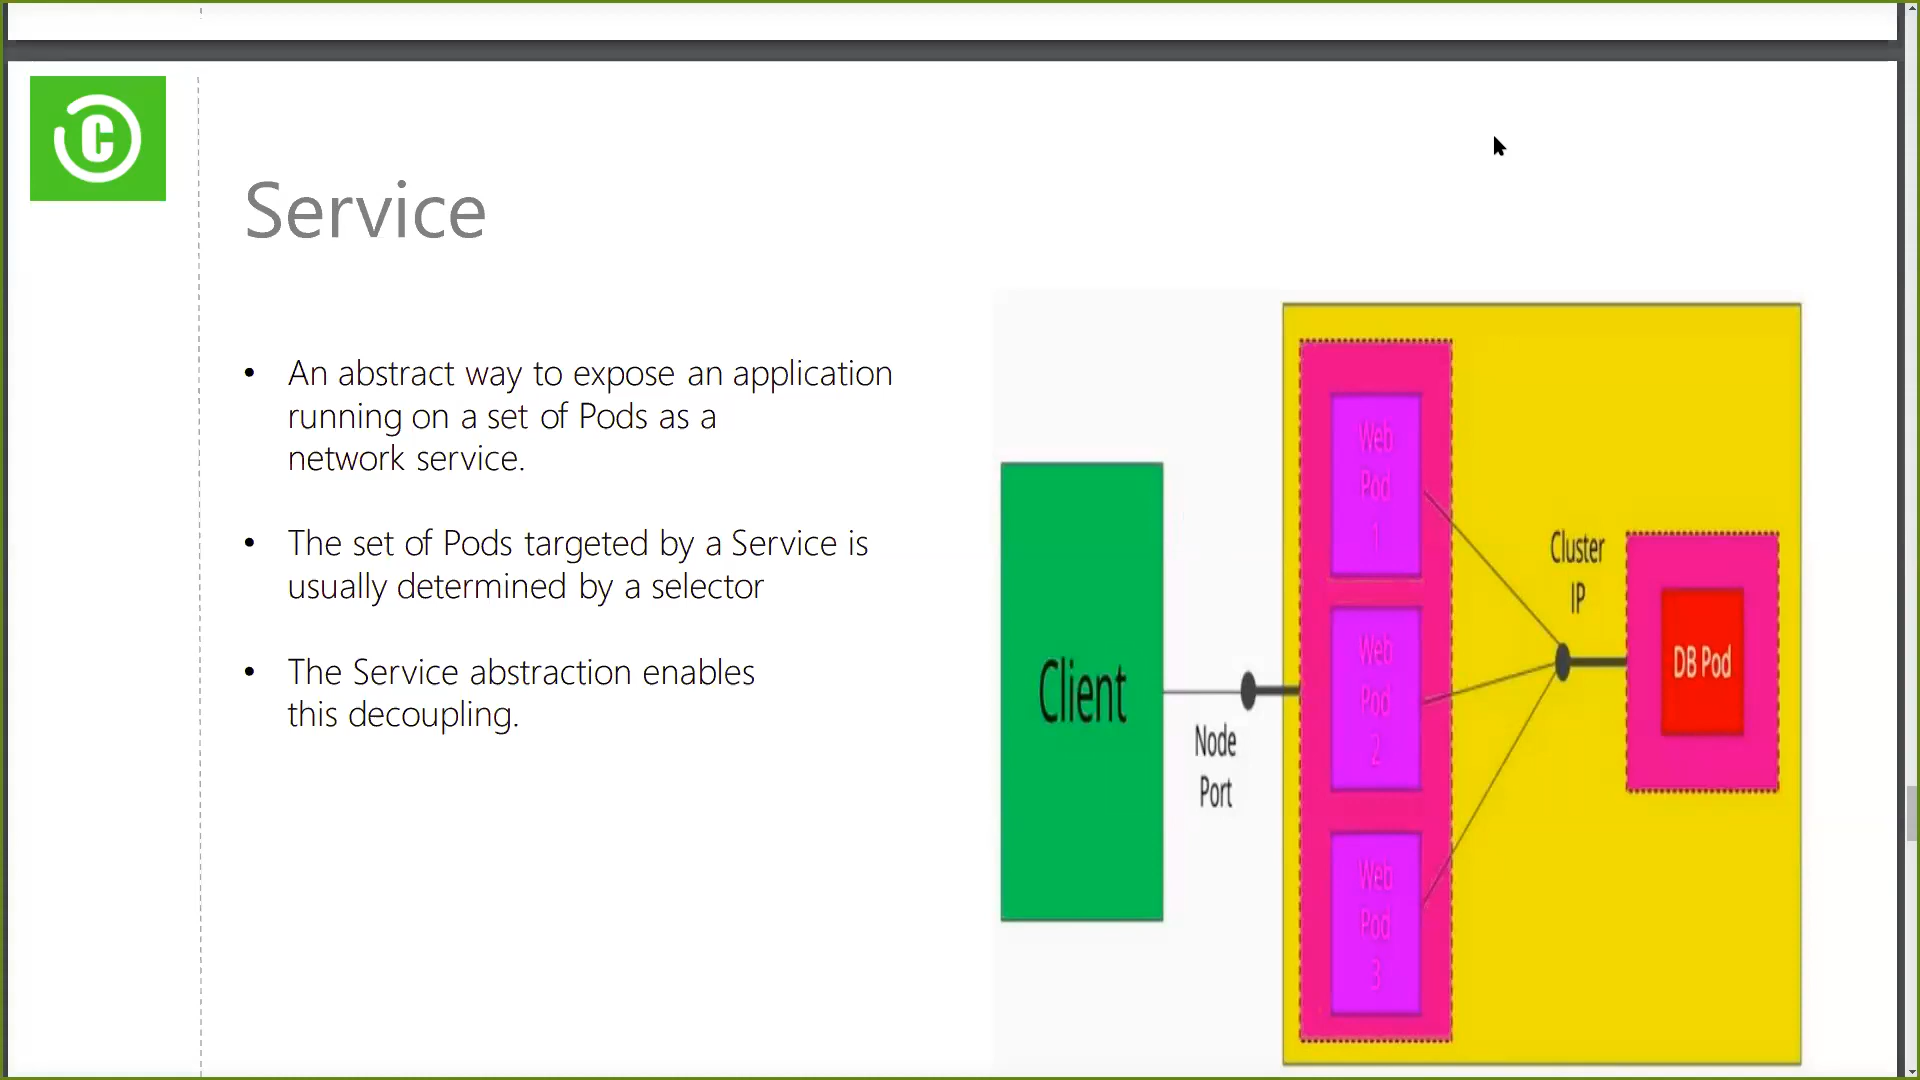 C
Service
• An abstract way to expose an application
running on a set of Pods as a
network service.
• The set of Pods targeted by a Service is
usually determined by a selector
• The Service abstraction enables
this decoupling.
Client
Node
Port
Web
Pod
1
Web
Pod
2
Web
Pod
3
Cluster
IP
DB Pod